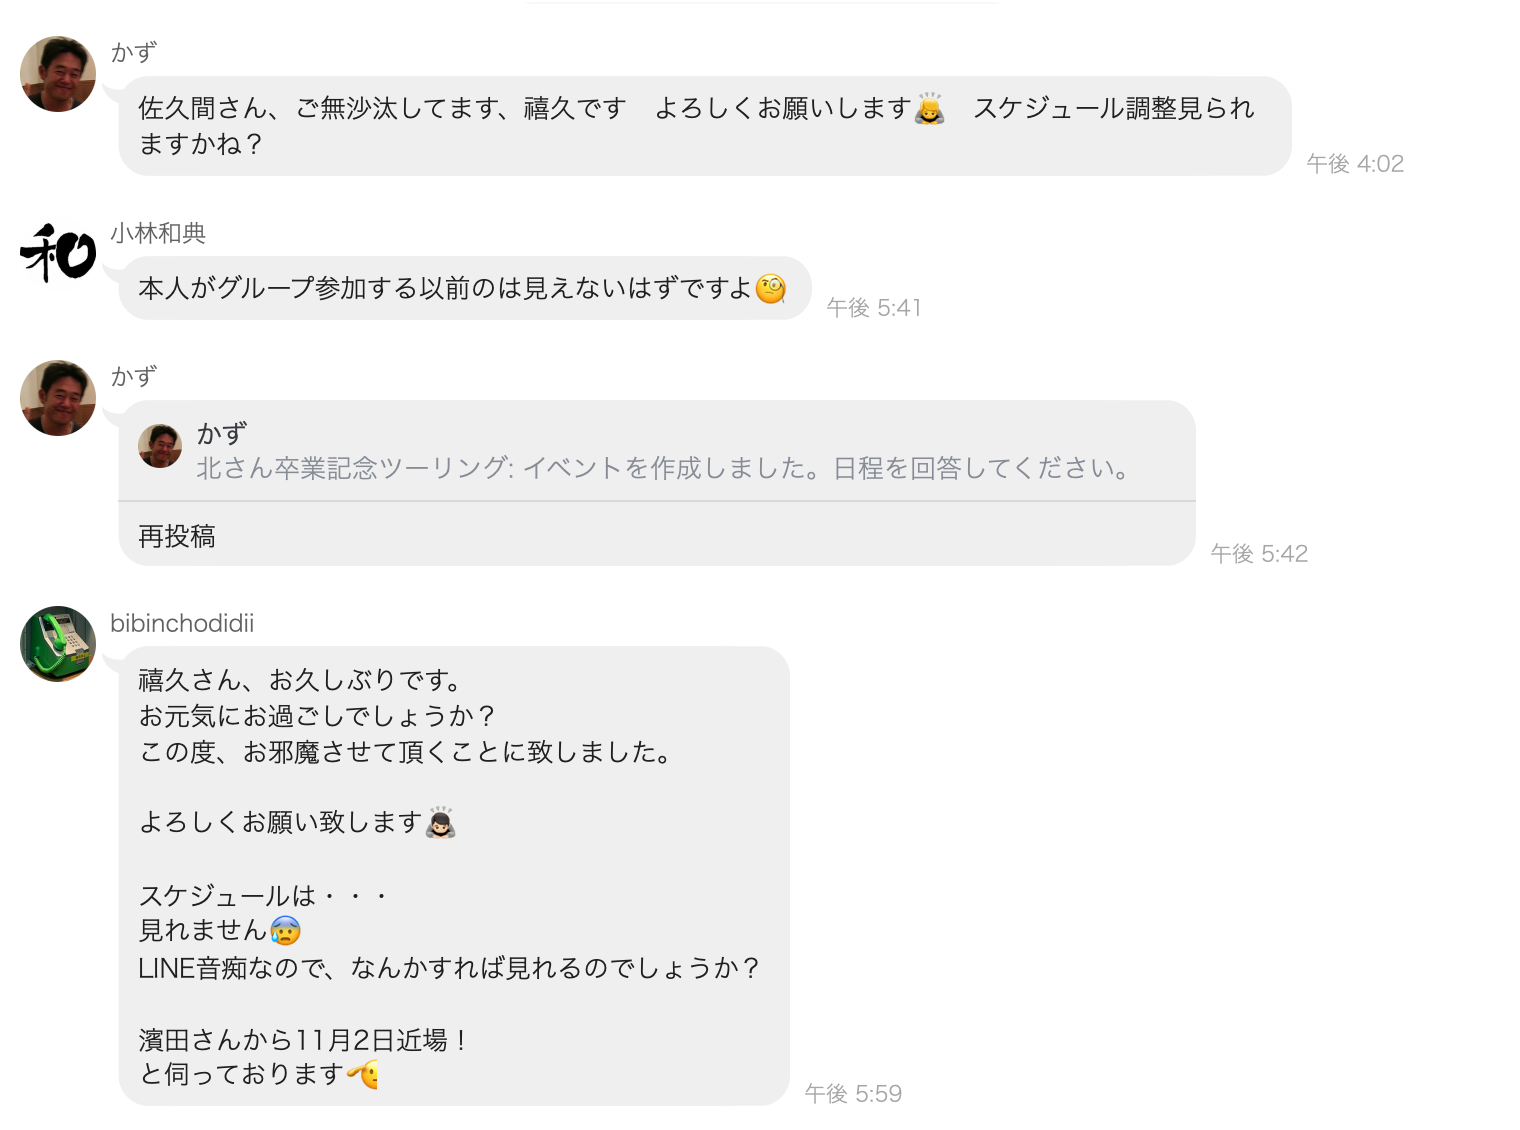 かず
佐久間さん、ご無沙汰してます、禧久です　よろしくお願いします🙇　スケジュール調整見られ
ますかね？
午後 4:02
和
小林和典
本人がグループ参加する以前のは見えないはずですよ🧐
午後 5:41
かず
かず
北さん卒業記念ツーリング: イベントを作成しました。日程を回答してください。
再投稿
午後 5:42
bibinchodidii
禧久さん、お久しぶりです。
お元気にお過ごしでしょうか？
この度、お邪魔させて頂くことに致しました。
よろしくお願い致します🙇🏻
スケジュールは・・・
見れません😰
LINE音痴なので、なんかすれば見れるのでしょうか？
濱田さんから11月2日近場！
と伺っております🫡
午後 5:59